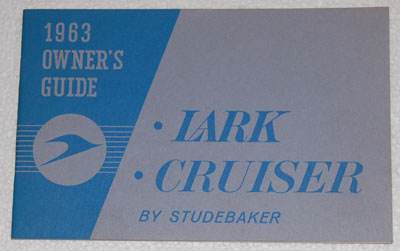 1963
OWNER'S
GUIDE
• LARK
• CRUISER
BY STUDEBAKER